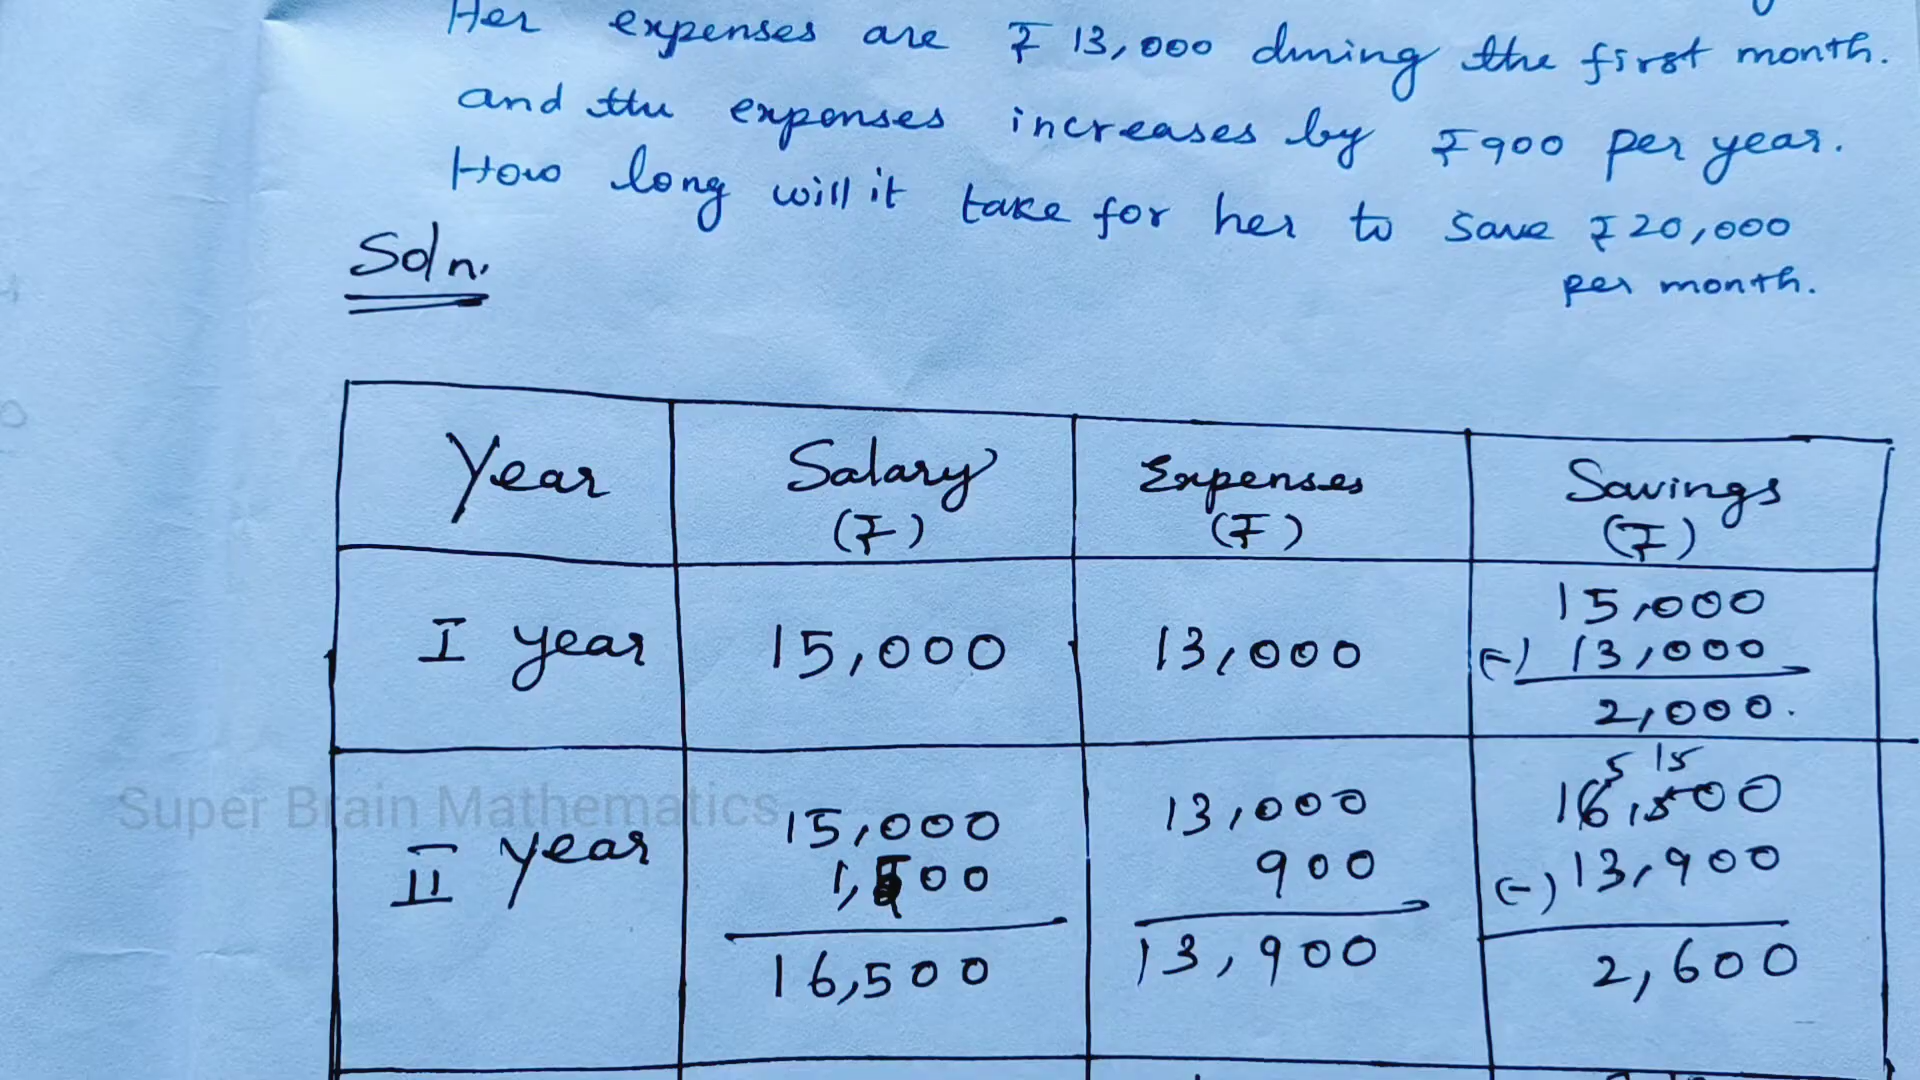 Her expenses are ₹ 13,000 during the first month.
and the expenses increases by ₹900 per year.
How long will it take for her to save ₹20,000
per month.
Soln.
Year Salary Expenses Savings
(₹) (₹) (₹)
I year 15,000 13,000 15,000
(-) 13,000
2,000.
II year 15,000 13,000 5 15
1,500 900 16,500
16,500 13,900 (-) 13,900
2,600
Super Brain Mathematics